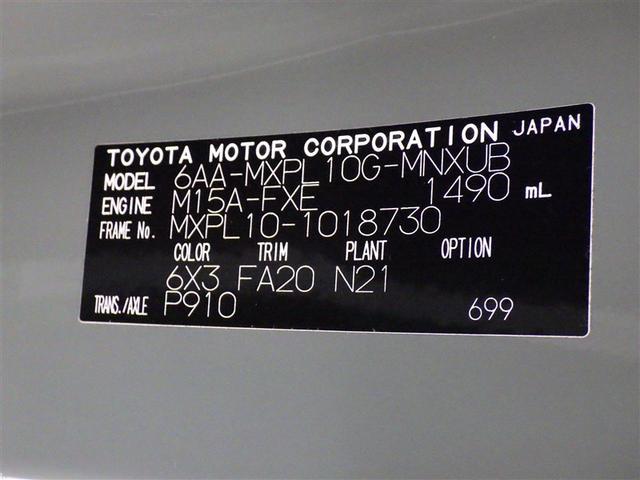 TOYOTA MOTOR CORPORATION JAPAN
MODEL 6AA-MXPL10G-MNXUB
ENGINE M15A-FXE 1490 mL
FRAME No. MXPL10-1018730
COLOR TRIM PLANT OPTION
6X3 FA20 N21
TRANS./AXLE P910 699